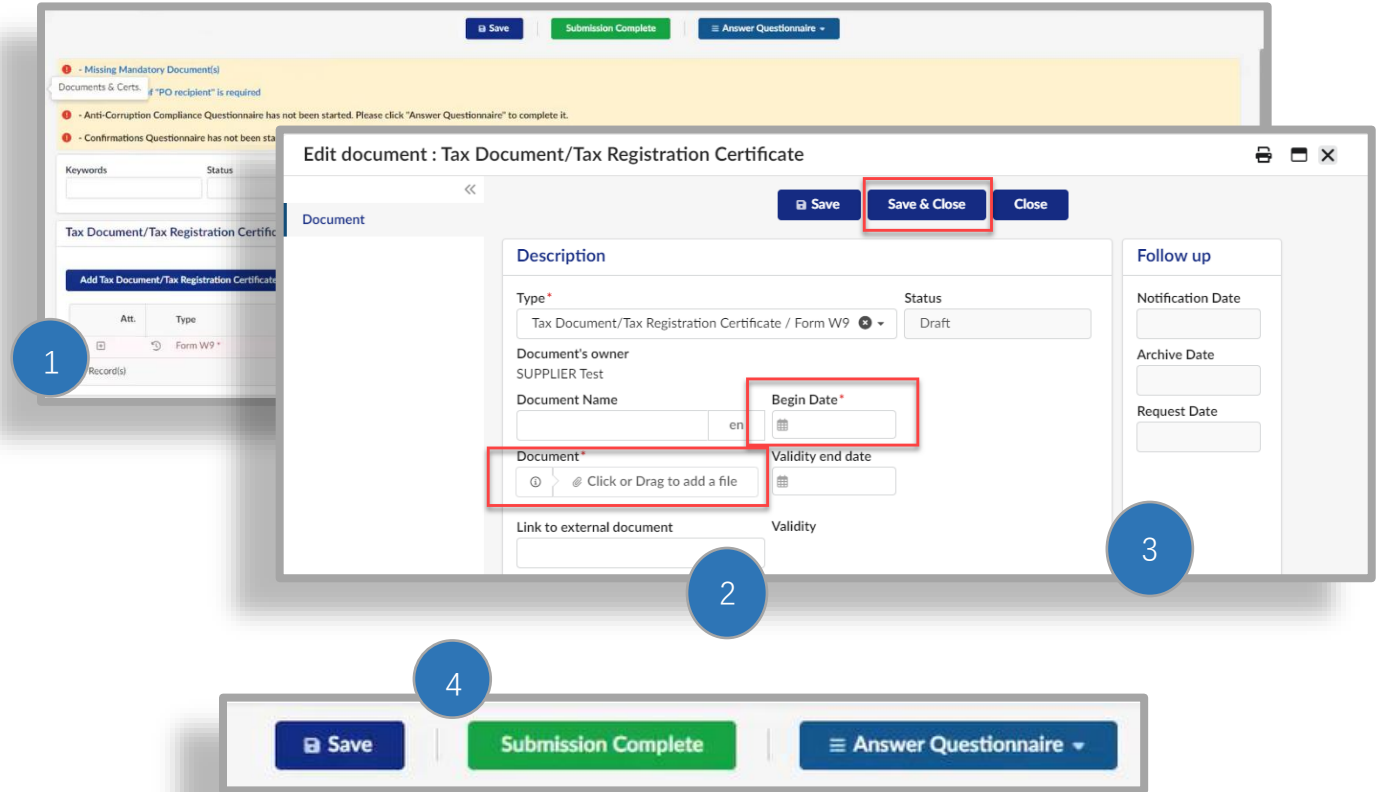 Save
Submission Complete
Answer Questionnaire
- Missing Mandatory Document(s)
Documents & Certs.
f "PO recipient" is required
- Anti-Corruption Compliance Questionnaire has not been started. Please click "Answer Questionnaire" to complete it.
- Confirmations Questionnaire has not been sta
Keywords
Status
Tax Document/Tax Registration Certific
Add Tax Document/Tax Registration Certificate
Att.
Type
1
Form W9 *
Record(s)
Edit document : Tax Document/Tax Registration Certificate
Document
Save
Save & Close
Close
Description
Type*
Status
Tax Document/Tax Registration Certificate / Form W9
Draft
Document's owner
SUPPLIER Test
Document Name
Begin Date*
en
Document*
Validity end date
Click or Drag to add a file
Link to external document
Validity
Follow up
Notification Date
Archive Date
Request Date
3
2
4
Save
Submission Complete
Answer Questionnaire